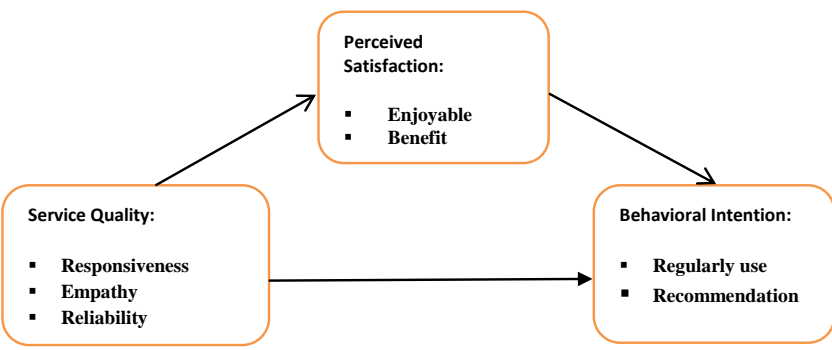 Perceived
Satisfaction:
▪ Enjoyable
▪ Benefit
Service Quality:
▪ Responsiveness
▪ Empathy
▪ Reliability
Behavioral Intention:
▪ Regularly use
▪ Recommendation